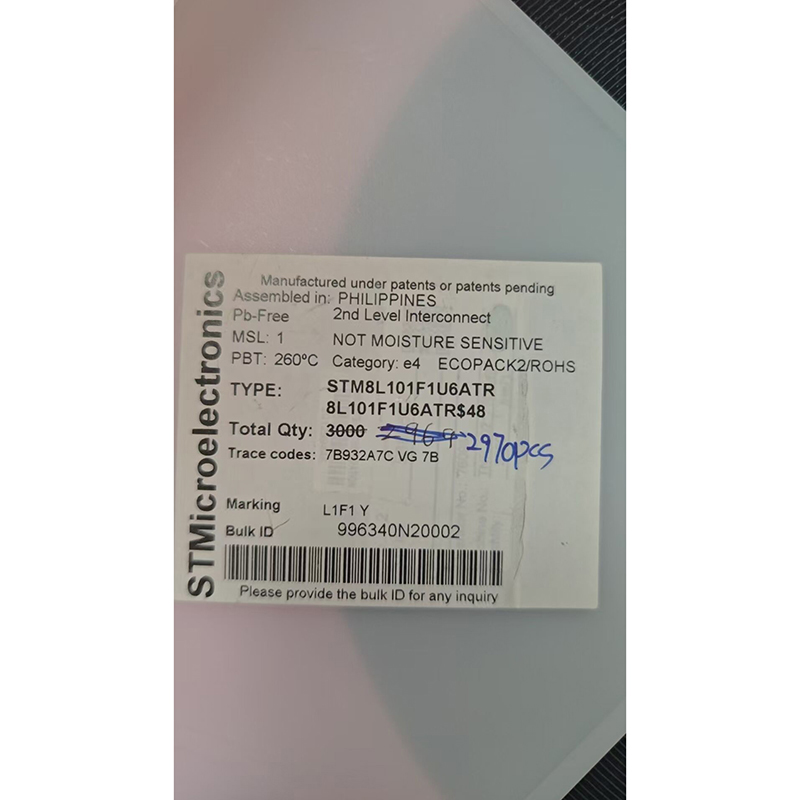 STMicroelectronics
Manufactured under patents or patents pending
Assembled in: PHILIPPINES
Pb-Free 2nd Level Interconnect
MSL: 1 NOT MOISTURE SENSITIVE
PBT: 260ºC Category: e4 ECOPACK2/ROHS
TYPE: STM8L101F1U6ATR
8L101F1U6ATR$48
Total Qty: 3000 2969 2970pcs
Trace codes: 7B932A7C VG 7B
Marking L1F1 Y
Bulk ID 996340N20002
Please provide the bulk ID for any inquiry